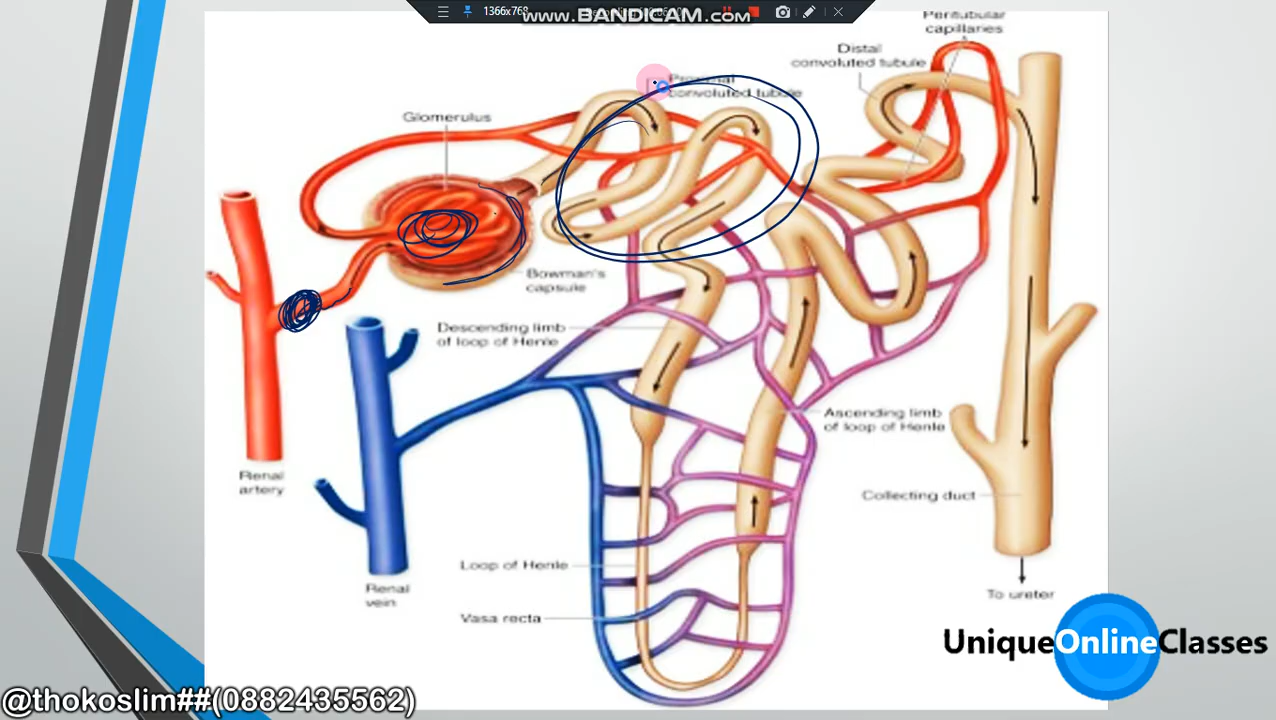 1366x768
www.BANDICAM.com
Peritubular
capillaries
Distal
convoluted tubule
Proximal
convoluted tubule
Glomerulus
Bowman's
capsule
Descending limb
of loop of Henle
Ascending limb
of loop of Henle
Renal
artery
Collecting duct
Loop of Henle
Renal
vein
Vasa recta
To ureter
UniqueOnlineClasses
@thokoslim##(0882435562)